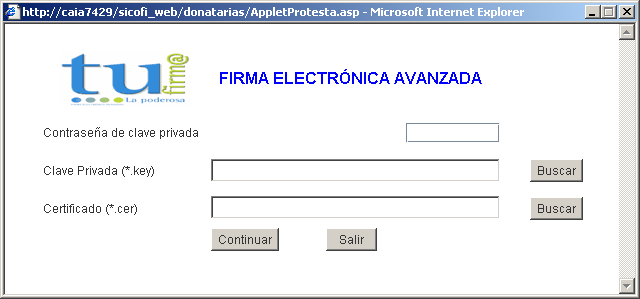 http://caia7429/sicofi_web/donatarias/AppletProtesta.asp - Microsoft Internet Explorer
tu firm@
La poderosa
FIRMA ELECTRÓNICA AVANZADA
Contraseña de clave privada
Clave Privada (*.key)
Buscar
Certificado (*.cer)
Buscar
Continuar
Salir